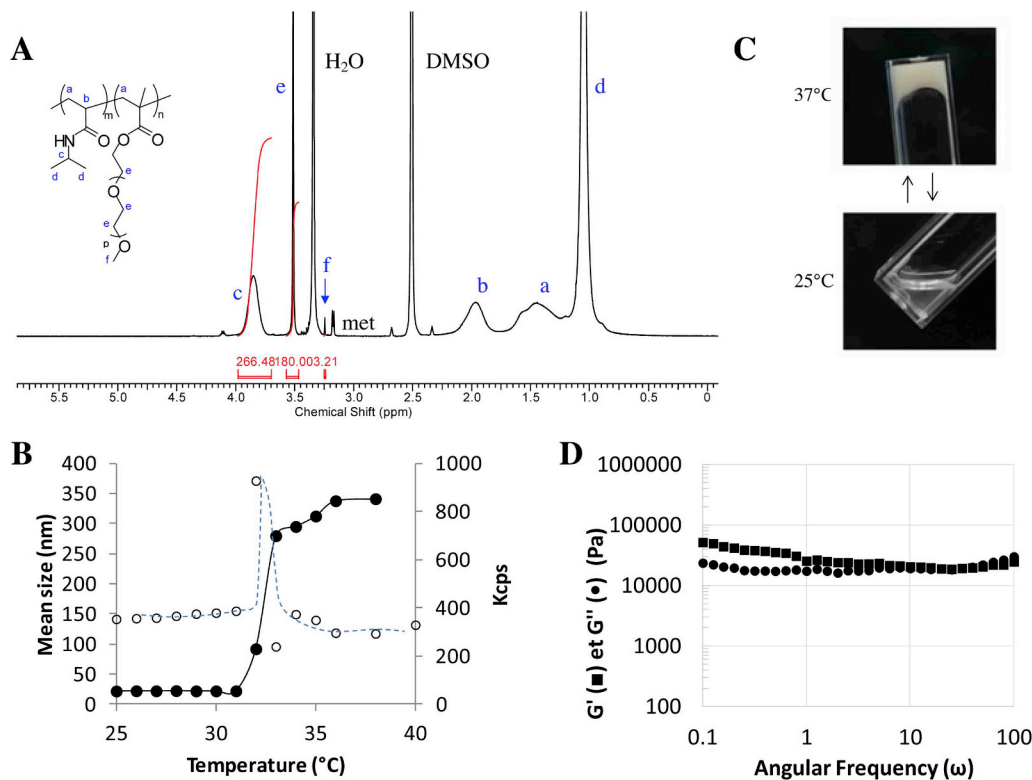 A
H₂O
DMSO
e
d
f
c
met
b
a
a
b
a
m
n
N
H
O
O
O
c
d
d
e
O
e
e
p
O
f
266.48
180.00
3.21
5.5
5.0
4.5
4.0
3.5
3.0
2.5
2.0
1.5
1.0
0.5
0
Chemical Shift (ppm)
C
37°C
25°C
B
Mean size (nm)
400
350
300
250
200
150
100
50
0
Kcps
1000
800
600
400
200
0
25
30
35
40
Temperature (°C)
D
G' (■) et G'' (●) (Pa)
1000000
100000
10000
1000
100
0.1
1
10
100
Angular Frequency (ω)